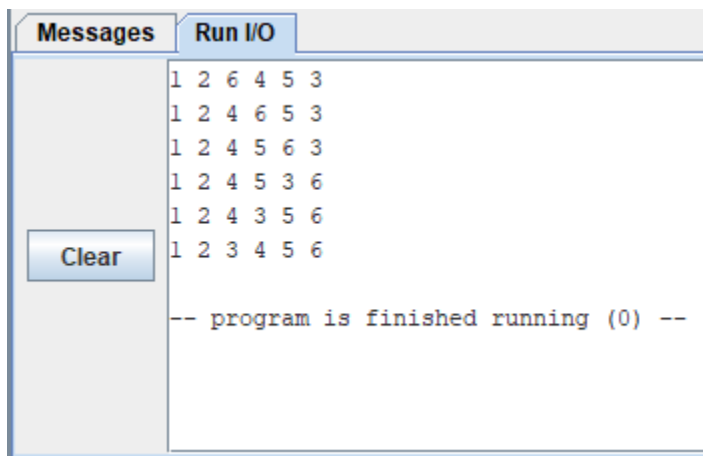 Messages Run I/O
1 2 6 4 5 3
1 2 4 6 5 3
1 2 4 5 6 3
1 2 4 5 3 6
1 2 4 3 5 6
1 2 3 4 5 6
Clear
-- program is finished running (0) --